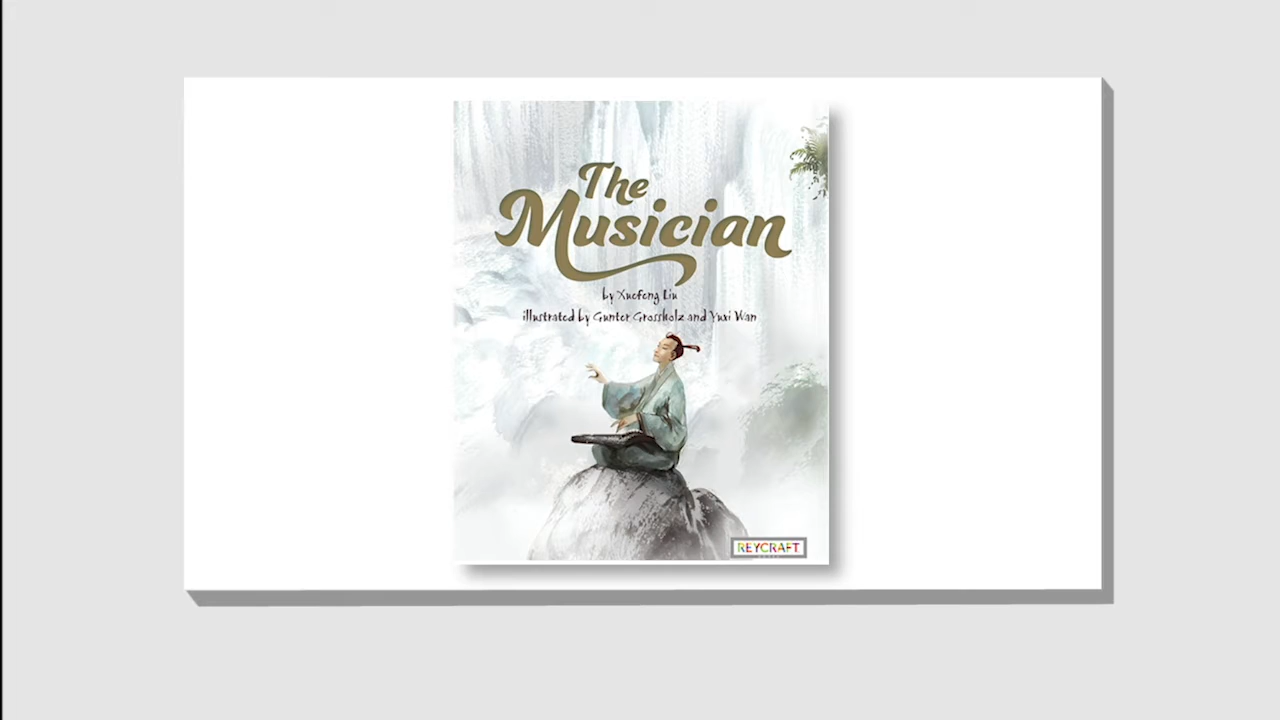 The
Musician
by Xuefeng Liu
illustrated by Gunter Grossholz and Yuxi Wan
REYCRAFT